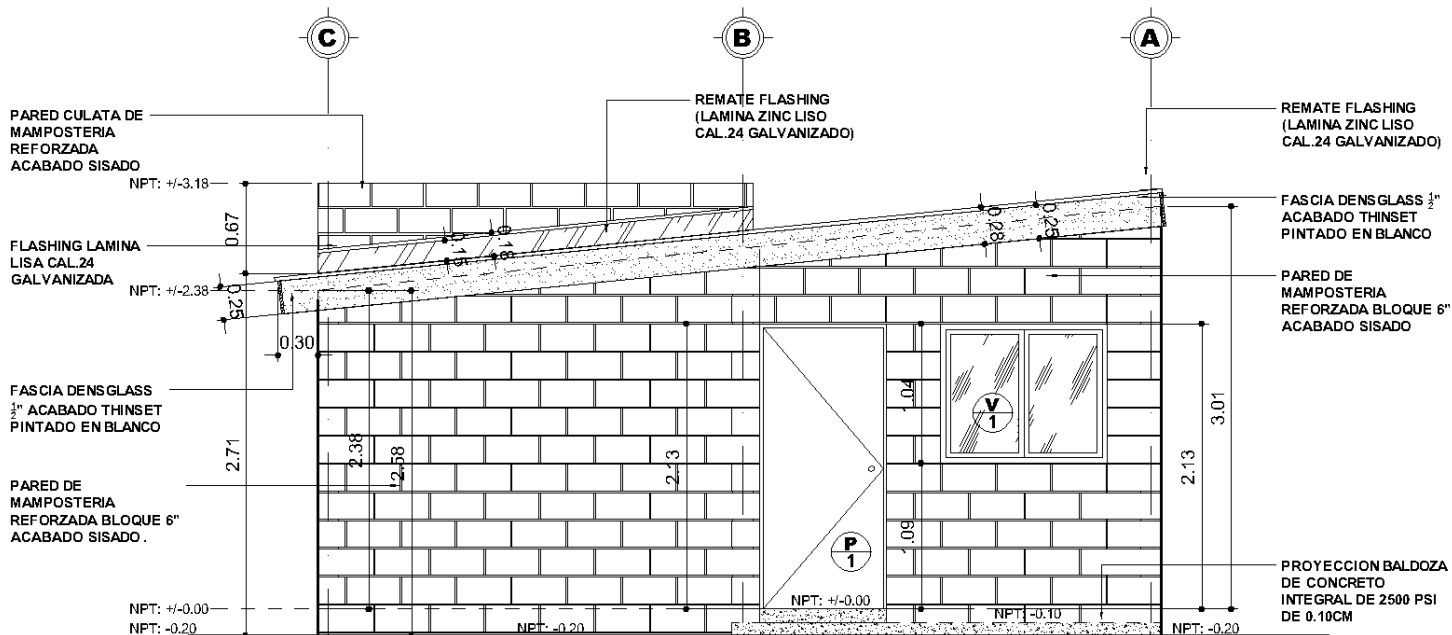 C
B
A
PARED CULATA DE
MAMPOSTERIA
REFORZADA
ACABADO SISADO
REMATE FLASHING
(LAMINA ZINC LISO
CAL.24 GALVANIZADO)
REMATE FLASHING
(LAMINA ZINC LISO
CAL.24 GALVANIZADO)
NPT: +/-3.18
0.67
FLASHING LAMINA
LISA CAL.24
GALVANIZADA
NPT: +/-2.38
0.25
0.30
0.15
0.18
0.28
0.25
FASCIA DENSGLASS ½"
ACABADO THINSET
PINTADO EN BLANCO
PARED DE
MAMPOSTERIA
REFORZADA BLOQUE 6"
ACABADO SISADO
FASCIA DENSGLASS
½" ACABADO THINSET
PINTADO EN BLANCO
2.71
2.38
2.58
2.13
1.04
1.09
V
1
P
1
2.13
3.01
PARED DE
MAMPOSTERIA
REFORZADA BLOQUE 6"
ACABADO SISADO.
PROYECCION BALDOZA
DE CONCRETO
INTEGRAL DE 2500 PSI
DE 0.10CM
NPT: +/-0.00
NPT: +/-0.00
NPT: -0.10
NPT: -0.20
NPT: -0.20
NPT: -0.20